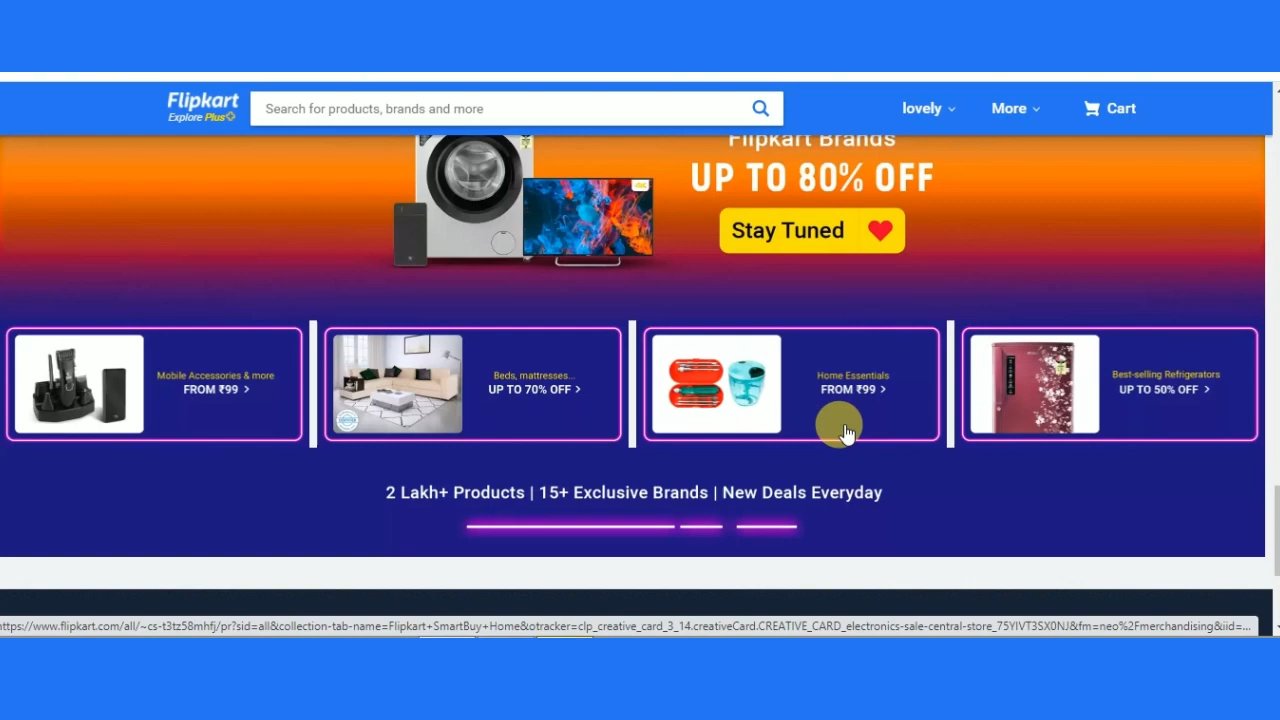 Flipkart
Explore Plus
Search for products, brands and more
lovely
More
Cart
Flipkart Brands
UP TO 80% OFF
Stay Tuned
Mobile Accessories & more
FROM ₹99 >
Beds, mattresses...
UP TO 70% OFF >
Home Essentials
FROM ₹99 >
Best-selling Refrigerators
UP TO 50% OFF >
2 Lakh+ Products | 15+ Exclusive Brands | New Deals Everyday
https://www.flipkart.com/all/~cs-t3tz58mhfj/pr?sid=all&collection-tab-name=Flipkart+SmartBuy+Home&otracker=clp_creative_card_3_14.creativeCard.CREATIVE_CARD_electronics-sale-central-store_75YIVT3SX0NJ&fm=neo%2Fmerchandising&iid=...